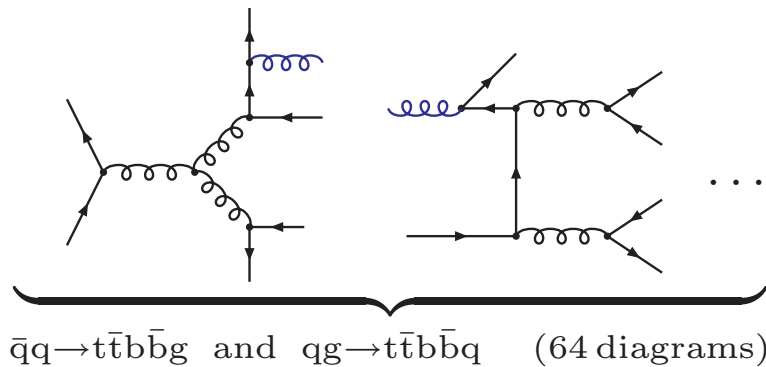 · · ·
q̄q→tt̄bb̄g and qg→tt̄bb̄q (64 diagrams)